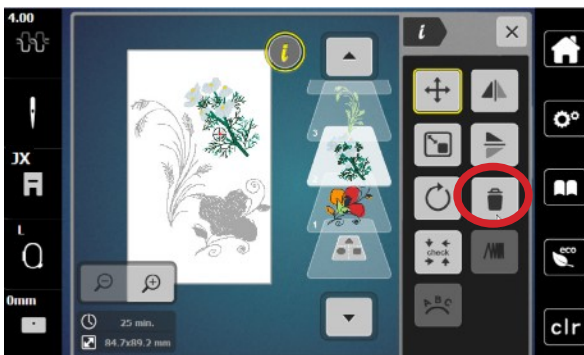 4.00
i
i
JX
L
0mm
3
1
check
ABC
eco
clr
25 min.
84.7x89.2 mm